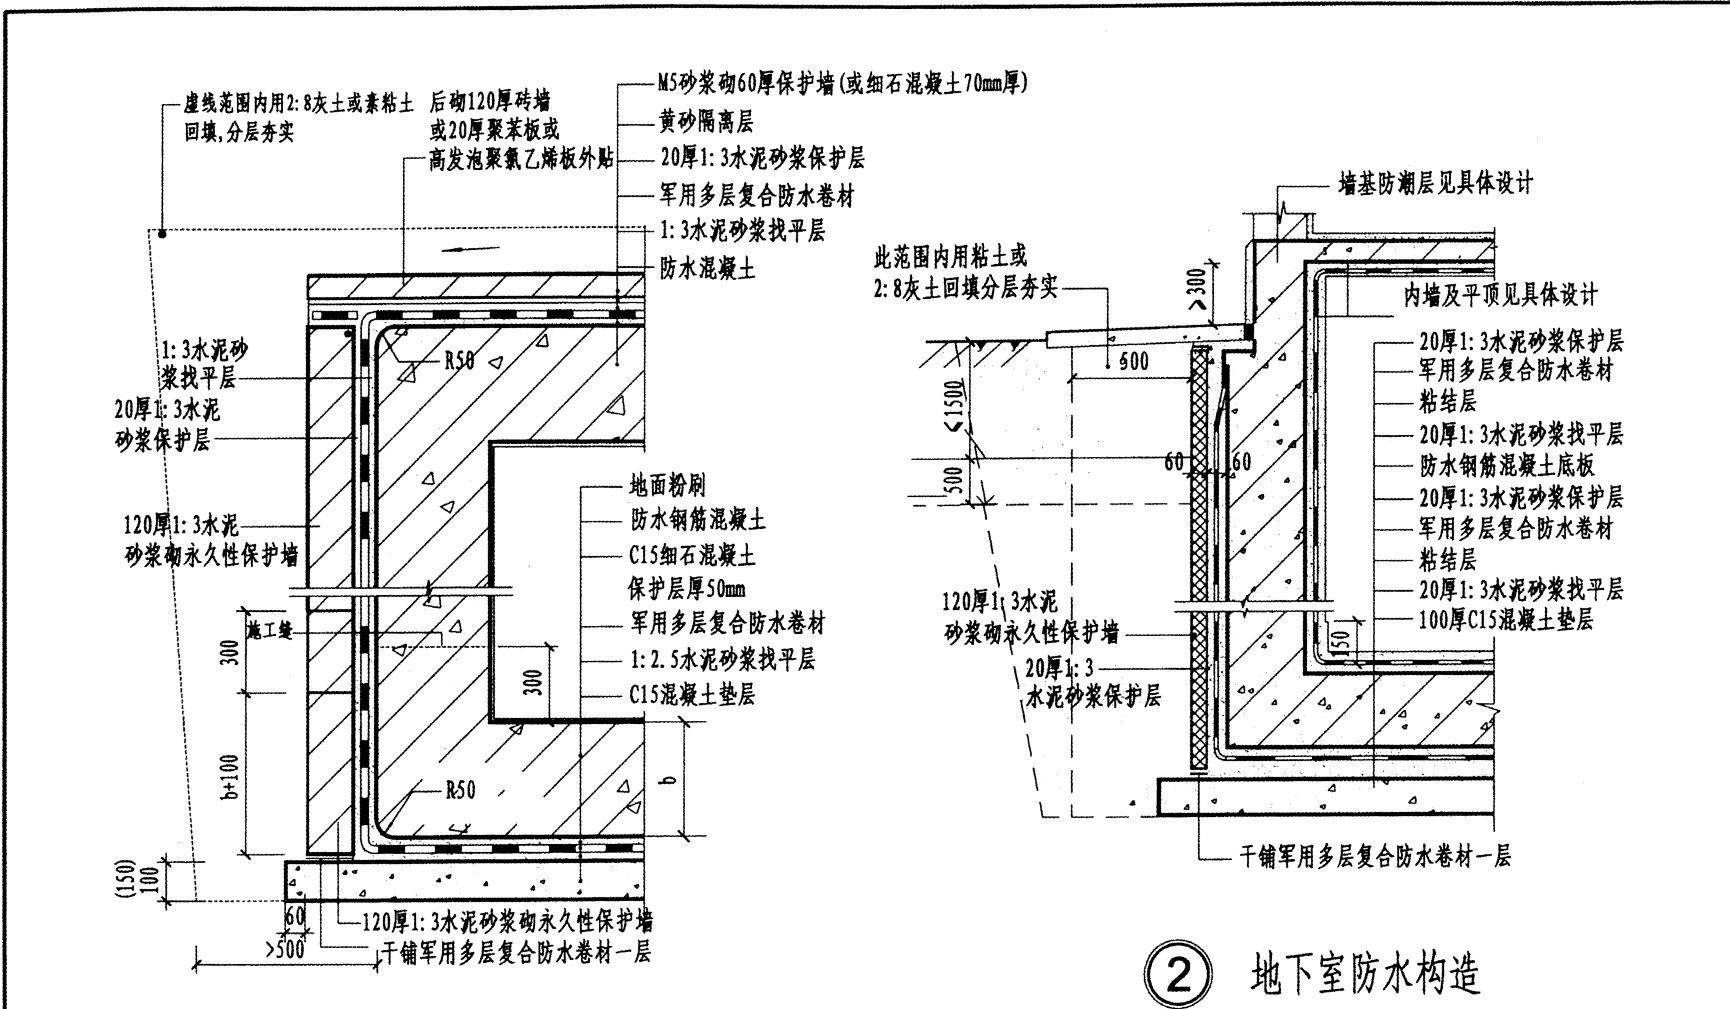 虚线范围内用2:8灰土或素粘土
回填,分层夯实
后砌120厚砖墙
或20厚聚苯板或
高发泡聚氯乙烯板外贴
M5砂浆砌60厚保护墙(或细石混凝土70mm厚)
黄砂隔离层
20厚1:3水泥砂浆保护层
军用多层复合防水卷材
1:3水泥砂浆找平层
防水混凝土
1:3水泥砂
浆找平层
20厚1:3水泥
砂浆保护层
R50
120厚1:3水泥
砂浆砌永久性保护墙
地面粉刷
防水钢筋混凝土
C15细石混凝土
保护层厚50mm
军用多层复合防水卷材
1:2.5水泥砂浆找平层
C15混凝土垫层
施工缝
300
300
b+100
R50
b
(150)
100
60
>500
120厚1:3水泥砂浆砌永久性保护墙
干铺军用多层复合防水卷材一层
墙基防潮层见具体设计
此范围内用粘土或
2:8灰土回填分层夯实
>300
内墙及平顶见具体设计
500
<1500
500
60
60
20厚1:3水泥砂浆保护层
军用多层复合防水卷材
粘结层
20厚1:3水泥砂浆找平层
防水钢筋混凝土底板
20厚1:3水泥砂浆保护层
军用多层复合防水卷材
粘结层
20厚1:3水泥砂浆找平层
100厚C15混凝土垫层
120厚1:3水泥
砂浆砌永久性保护墙
20厚1:3
水泥砂浆保护层
150
干铺军用多层复合防水卷材一层
2 地下室防水构造